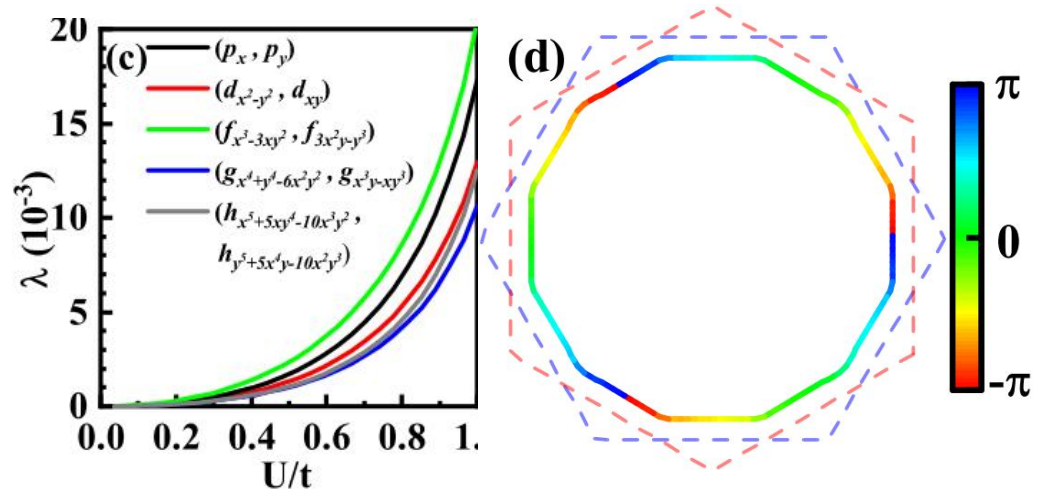 20
15
10
5
0
λ (10⁻³)
(c)
(pₓ , p_y)
(d_{x²-y²} , d_{xy})
(f_{x³-3xy²} , f_{3x²y-y³})
(g_{x⁴+y⁴-6x²y²} , g_{x³y-xy³})
(h_{x⁵+5xy⁴-10x³y²} ,
h_{y⁵+5x⁴y-10x²y³})
0.0 0.2 0.4 0.6 0.8 1.
U/t
(d)
π
0
-π